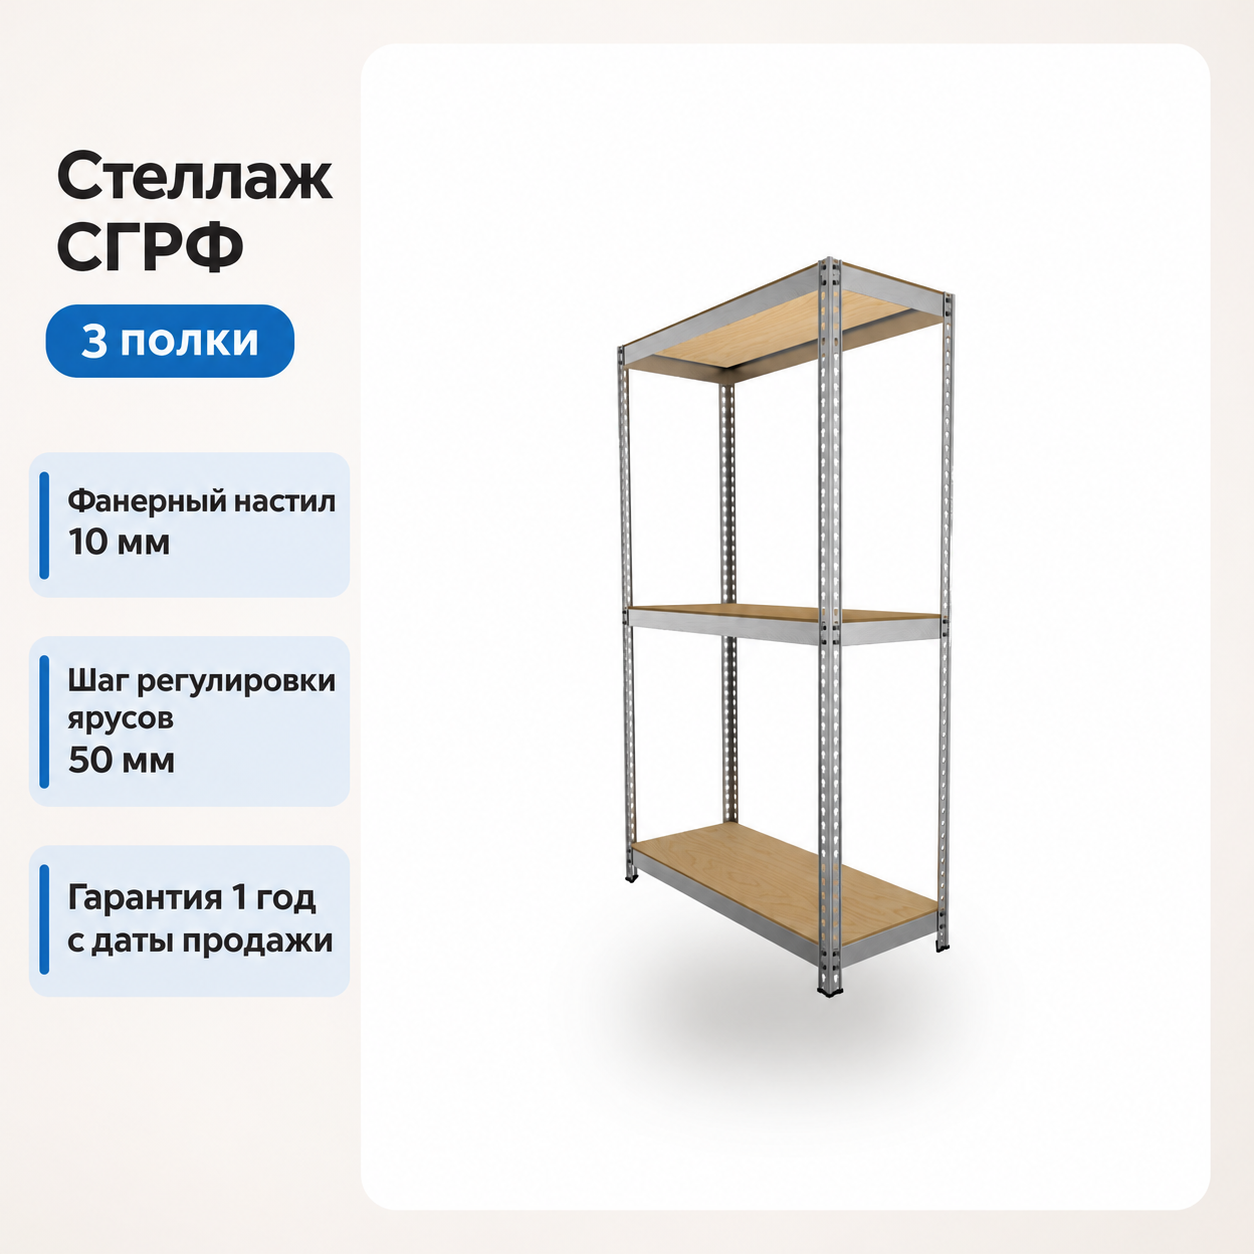 Стеллаж
СГРФ
3 полки
Фанерный настил
10 мм
Шаг регулировки
ярусов
50 мм
Гарантия 1 год
с даты продажи